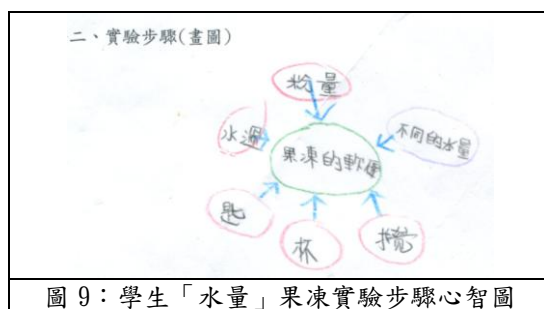 二、實驗步驟(畫圖)
粉量
水溫
不同的水量
果凍的軟硬
匙
杯
攪
圖 9：學生「水量」果凍實驗步驟心智圖